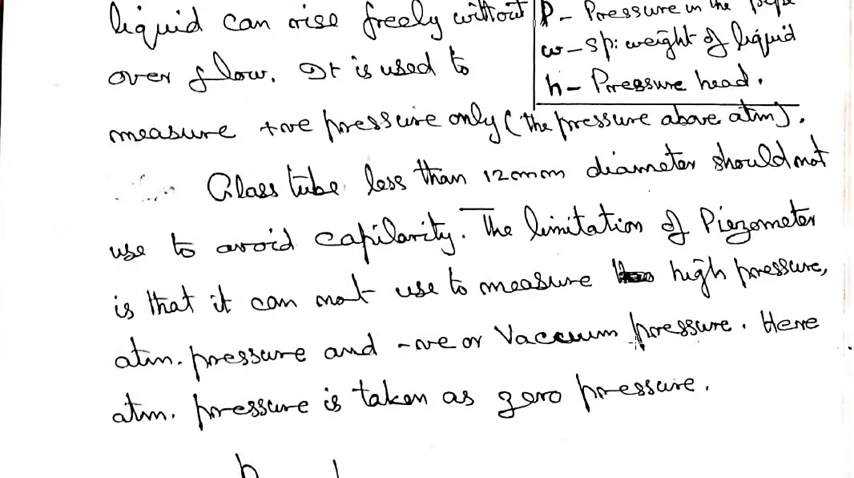 liquid can rise freely without
over flow. It is used to
P - Pressure in the pipe
w - sp: weight of liquid
h - Pressure head.
measure +ve pressure only (the pressure above atm).
Glass tube less than 12mm diameter should not
use to avoid capilarity. The limitation of Piezometer
is that it can not use to measure high pressure,
atm. pressure and -ve or Vaccuum pressure. Here
atm. pressure is taken as zero pressure.